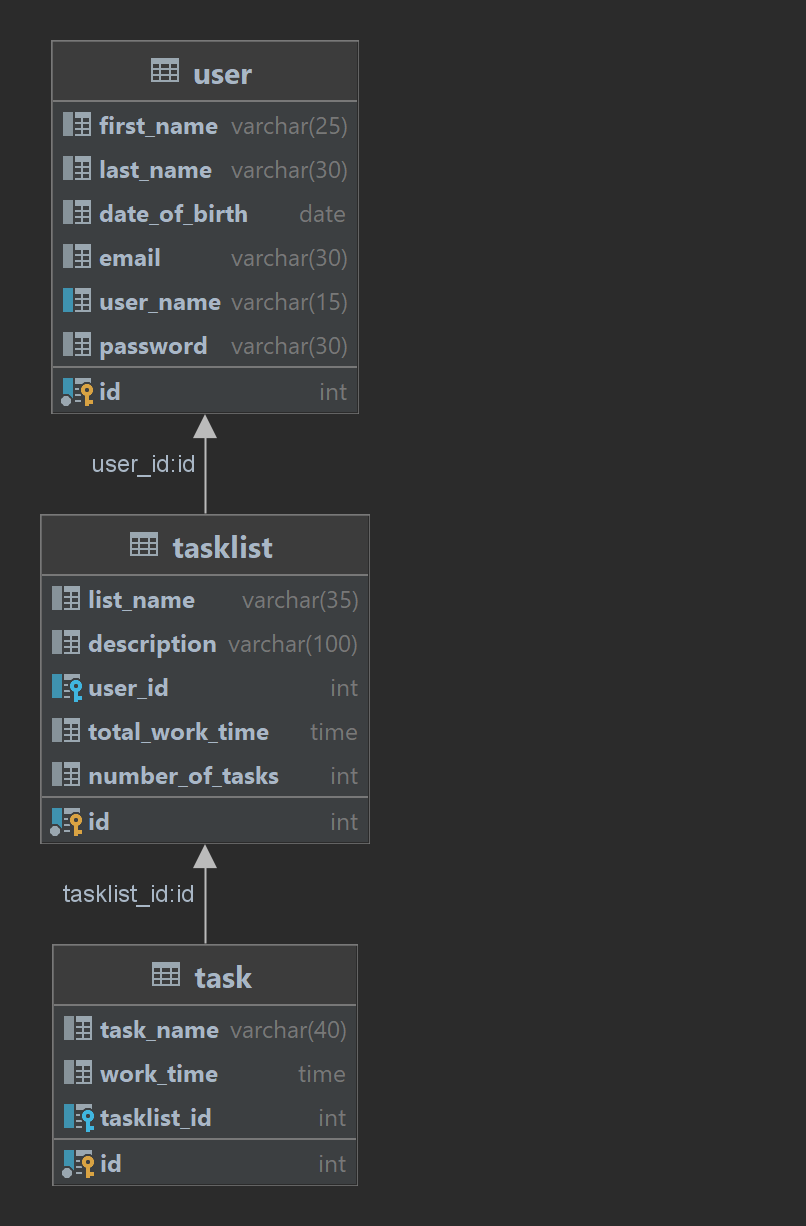 user
first_name varchar(25)
last_name varchar(30)
date_of_birth date
email varchar(30)
user_name varchar(15)
password varchar(30)
id int
user_id:id
tasklist
list_name varchar(35)
description varchar(100)
user_id int
total_work_time time
number_of_tasks int
id int
tasklist_id:id
task
task_name varchar(40)
work_time time
tasklist_id int
id int